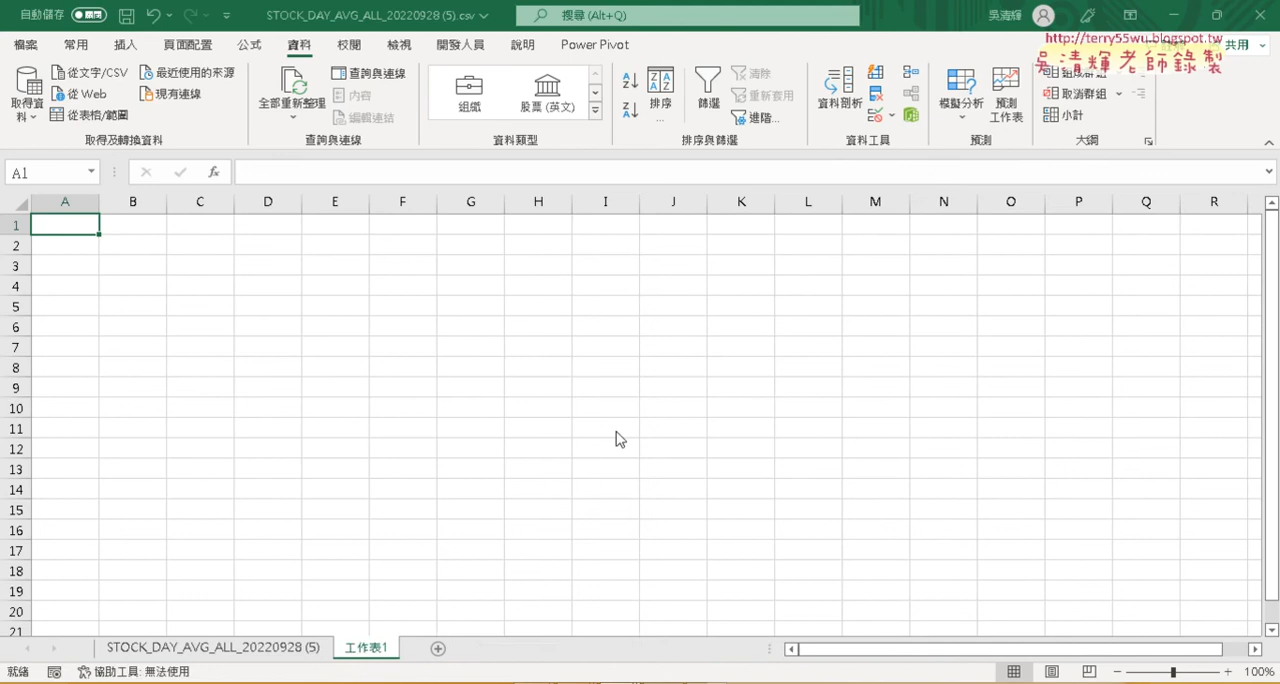 自動儲存
STOCK_DAY_AVG_ALL_20220928 (5).csv
搜尋 (Alt+Q)
吳清輝
檔案 常用 插入 頁面配置 公式 資料 校閱 檢視 開發人員 說明 Power Pivot
http://terry55wu.blogspot.tw
共用
吳清輝老師錄製
取得資料
從文字/CSV
從 Web
從表格/範圍
最近使用的來源
現有連線
取得及轉換資料
全部重新整理
查詢與連線
內容
編輯連結
查詢與連線
組織
股票 (英文)
資料類型
排序...
篩選
清除
重新套用
進階...
排序與篩選
資料剖析
資料工具
模擬分析
預測工作表
預測
取消群組
小計
大綱
A1
fx
A B C D E F G H I J K L M N O P Q R
1
2
3
4
5
6
7
8
9
10
11
12
13
14
15
16
17
18
19
20
21
STOCK_DAY_AVG_ALL_20220928 (5)
工作表1
就緒
協助工具: 無法使用
100%